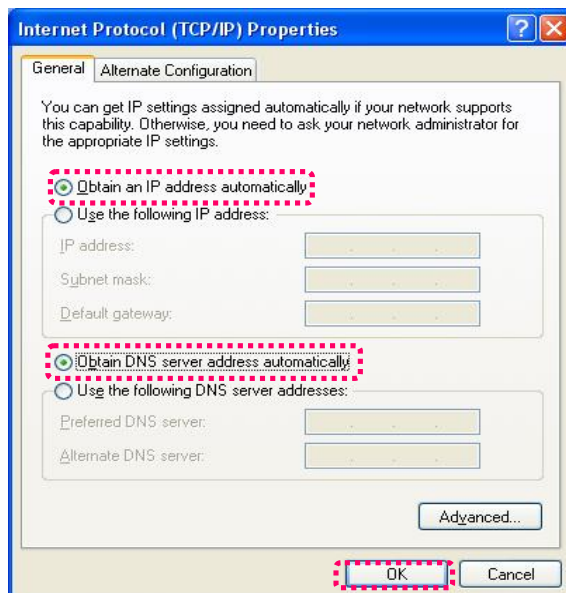 Internet Protocol (TCP/IP) Properties
General
Alternate Configuration
You can get IP settings assigned automatically if your network supports
this capability. Otherwise, you need to ask your network administrator for
the appropriate IP settings.
Obtain an IP address automatically
Use the following IP address:
IP address:
Subnet mask:
Default gateway:
Obtain DNS server address automatically
Use the following DNS server addresses:
Preferred DNS server:
Alternate DNS server:
Advanced...
OK
Cancel